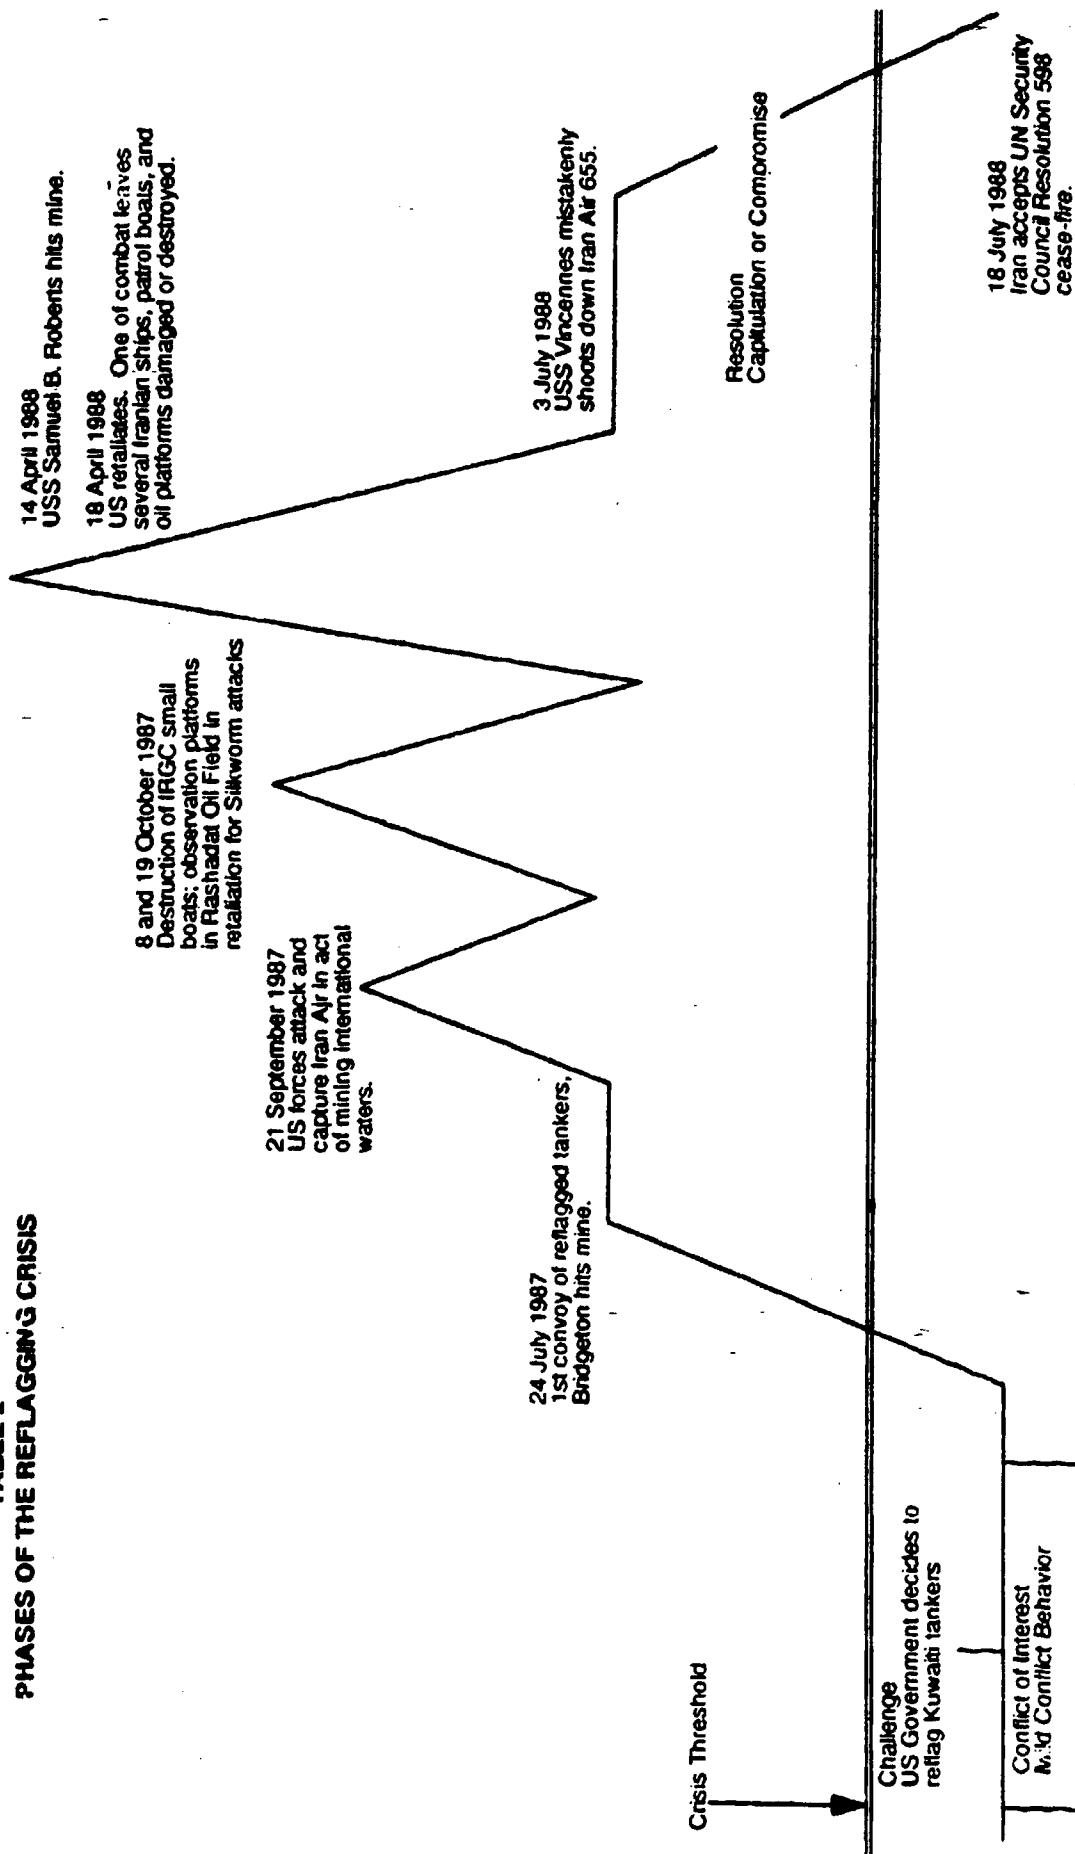 PHASES OF THE REFLAGGING CRISIS
14 April 1988
USS Samuel B. Roberts hits mine.
18 April 1988
US retaliates. One of combat leaves
several Iranian ships, patrol boats, and
oil platforms damaged or destroyed.
8 and 19 October 1987
Destruction of IRGC small
boats; observation platforms
in Rashadat Oil Field in
retaliation for Silkworm attacks
21 September 1987
US forces attack and
capture Iran Ajr in act
of mining international
waters.
24 July 1987
1st convoy of reflagged tankers,
Bridgeton hits mine.
3 July 1988
USS Vincennes mistakenly
shoots down Iran Air 655.
Resolution
Capitulation or Compromise
Crisis Threshold
Challenge
US Government decides to
reflag Kuwaiti tankers
Conflict of Interest
Mild Conflict Behavior
18 July 1988
Iran accepts UN Security
Council Resolution 598
cease-fire.